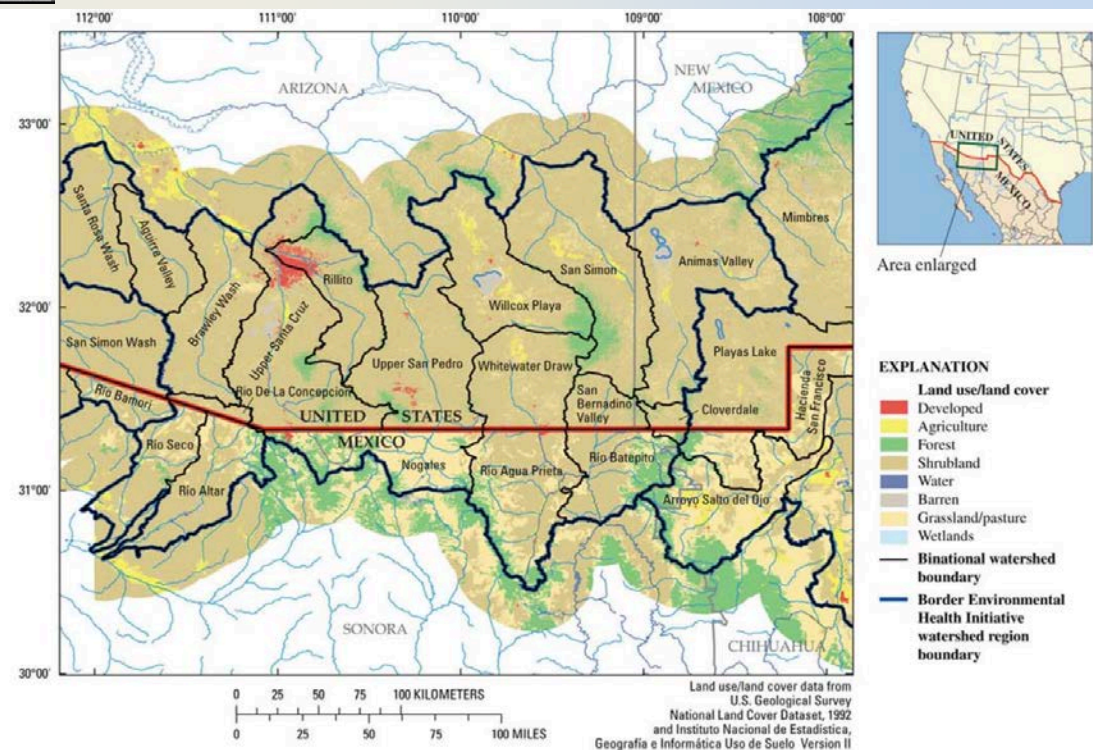 112°00'
111°00'
110°00'
109°00'
108°00'
33°00'
32°00'
31°00'
30°00'
ARIZONA
NEW
MEXICO
Santa Rosa Wash
Aguirre Valley
Brawley Wash
Upper Santa Cruz
Rillito
San Simon
Willcox Playa
Animas Valley
Mimbres
San Simon Wash
Upper San Pedro
Whitewater Draw
San
Bernadino
Valley
Playas Lake
Cloverdale
Hacienda
San Francisco
Río Bamori
Río De La Concepcion
UNITED STATES
MEXICO
Río Seco
Río Altar
Nogales
Río Agua Prieta
Río Batepito
Arroyo Salto del Ojo
SONORA
CHIHUAHUA
0 25 50 75 100 KILOMETERS
0 25 50 75 100 MILES
Land use/land cover data from
U.S. Geological Survey
National Land Cover Dataset, 1992
and Instituto Nacional de Estadística,
Geografía e Informática Uso de Suelo Version II
UNITED STATES
MEXICO
Area enlarged
EXPLANATION
Land use/land cover
Developed
Agriculture
Forest
Shrubland
Water
Barren
Grassland/pasture
Wetlands
Binational watershed
boundary
Border Environmental
Health Initiative
watershed region
boundary